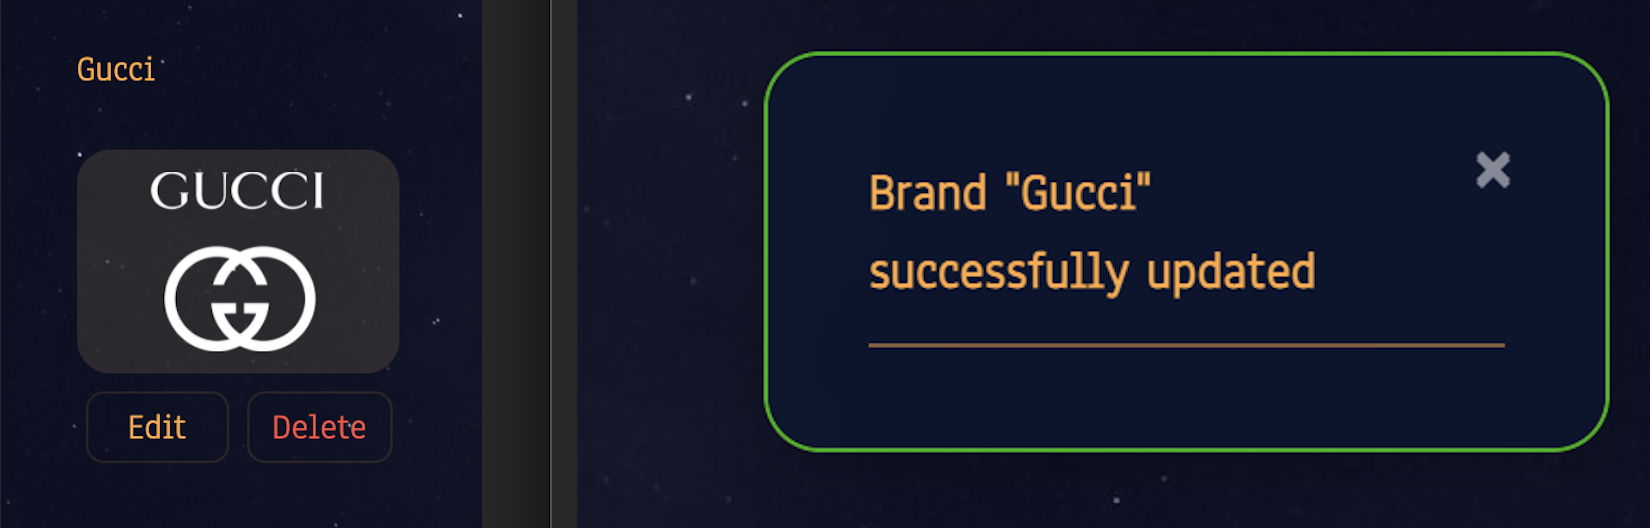 Gucci
GUCCI
Edit
Delete
Brand "Gucci"
successfully updated